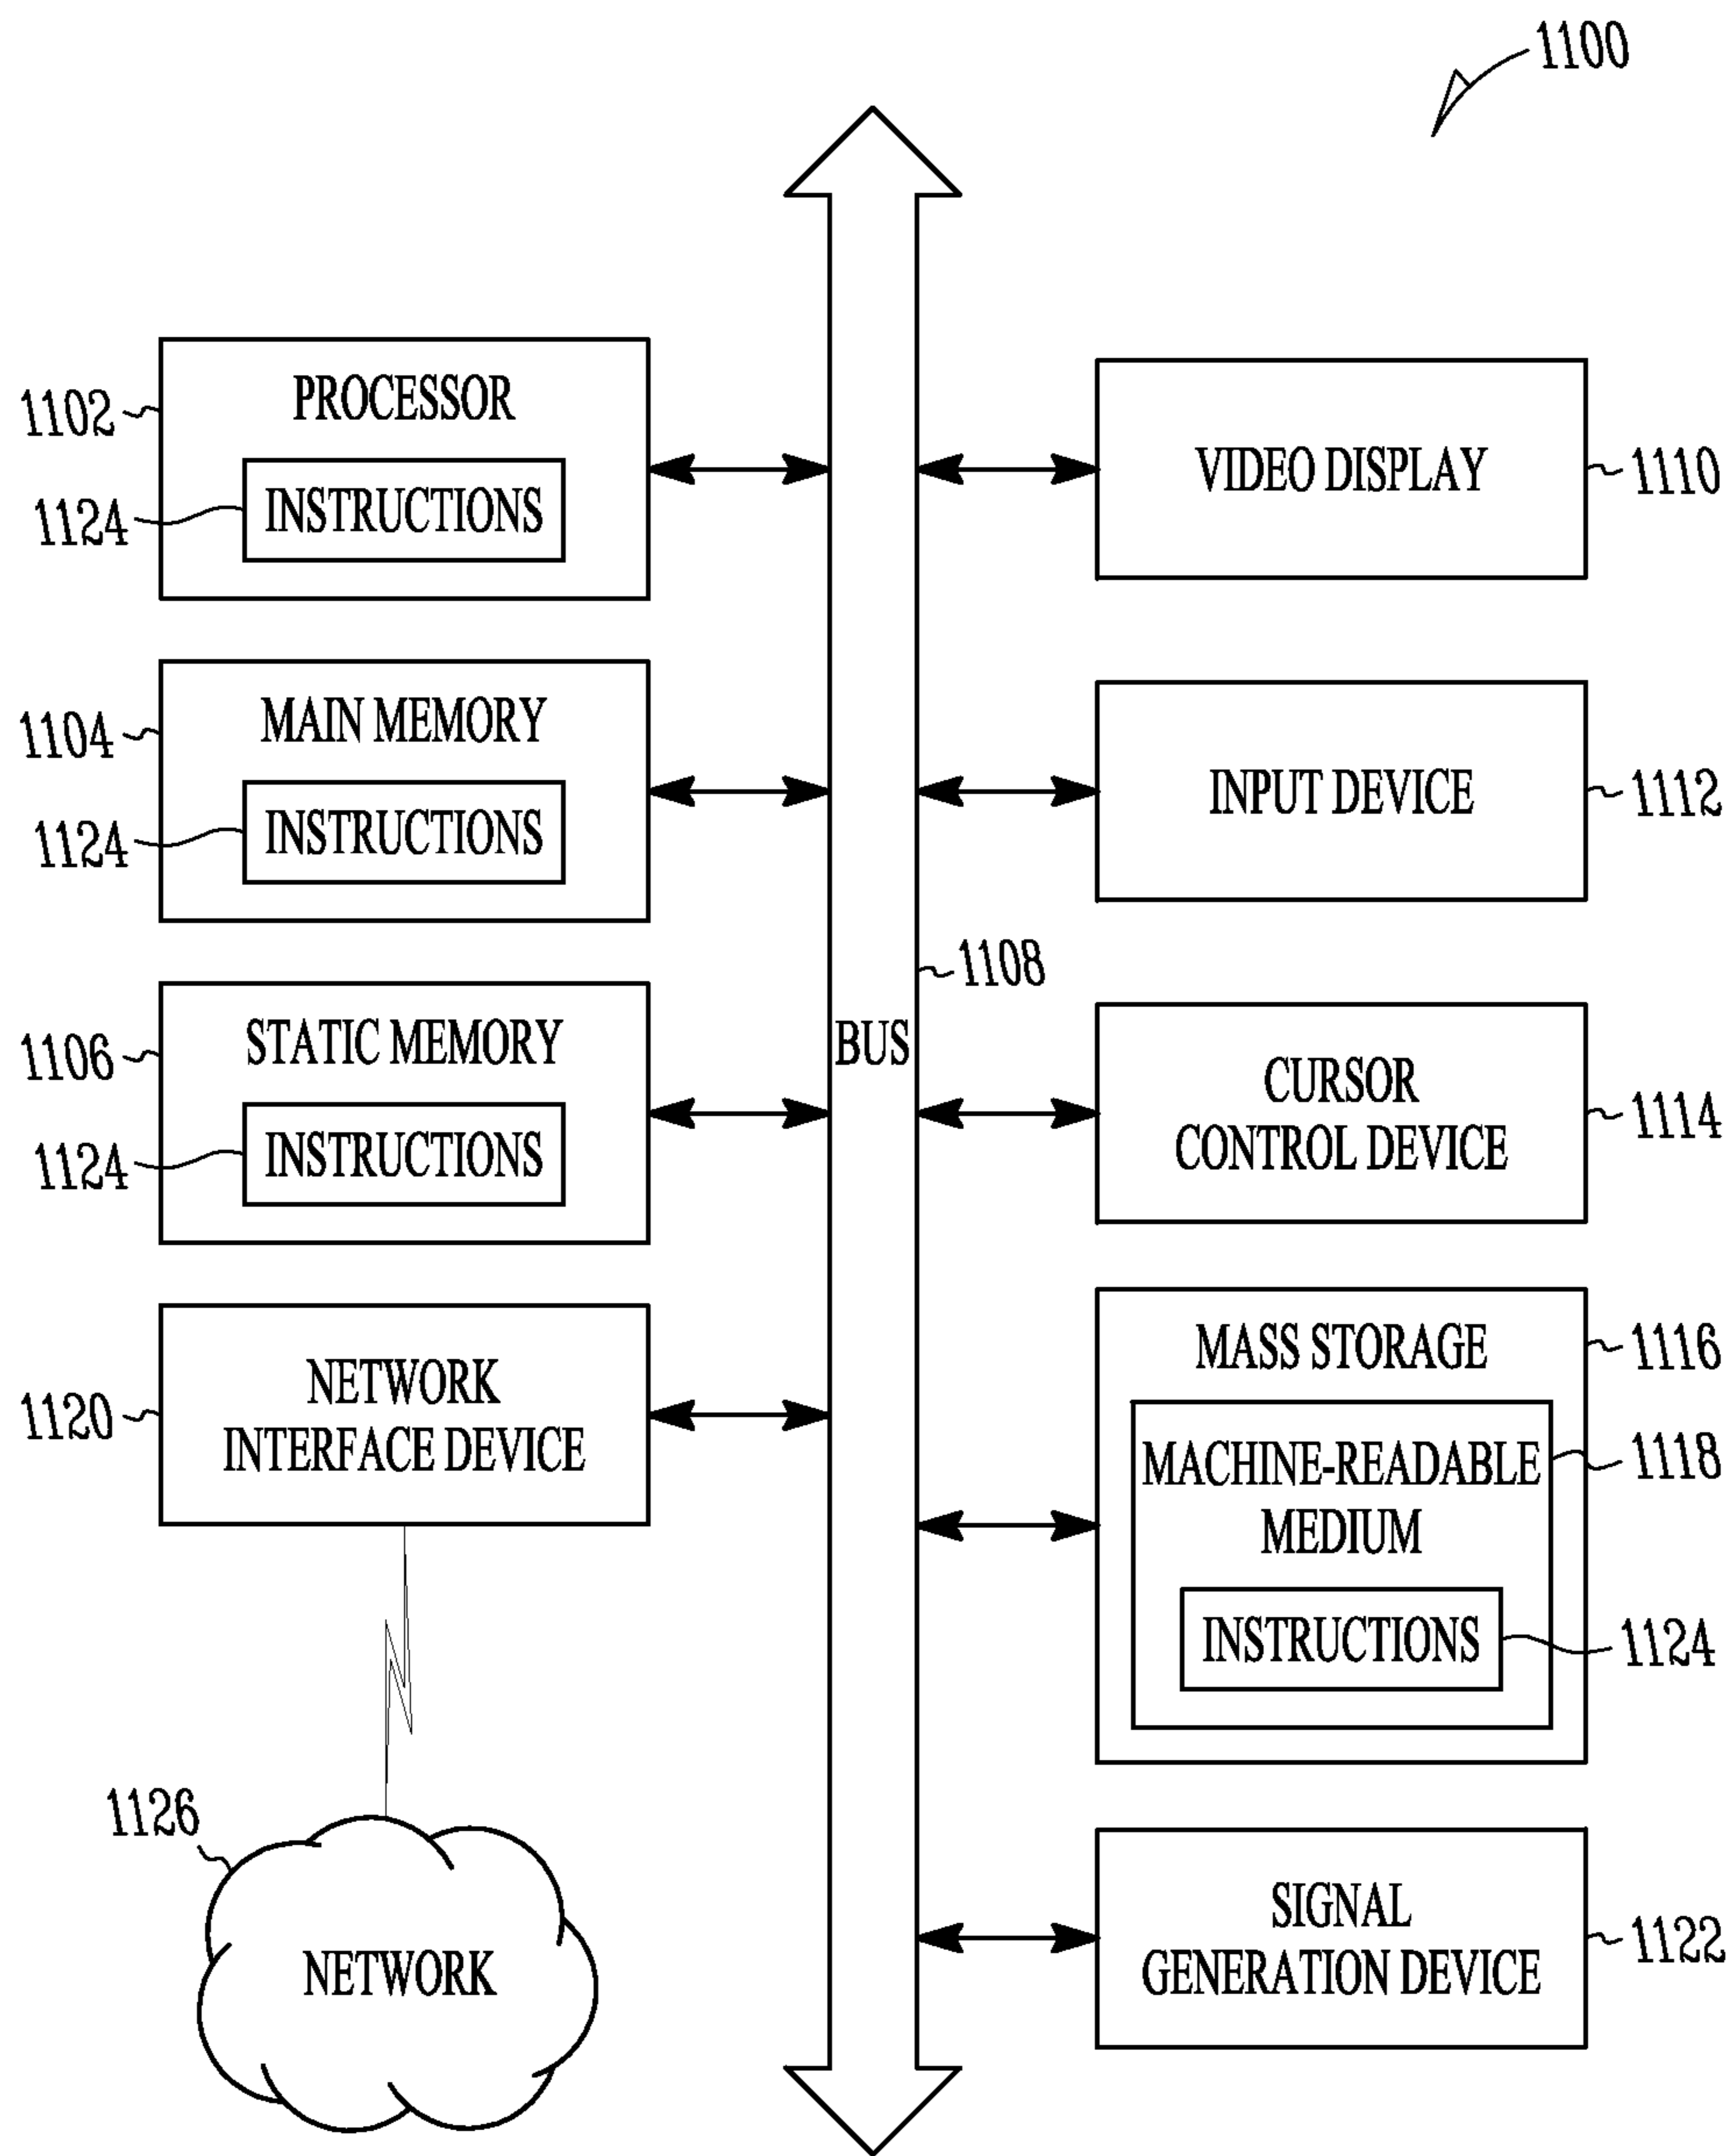 1100
PROCESSOR
1102
INSTRUCTIONS
1124
MAIN MEMORY
1104
INSTRUCTIONS
1124
STATIC MEMORY
1106
INSTRUCTIONS
1124
NETWORK
INTERFACE DEVICE
1120
1126
NETWORK
BUS
1108
VIDEO DISPLAY
1110
INPUT DEVICE
1112
CURSOR
CONTROL DEVICE
1114
MASS STORAGE
1116
MACHINE-READABLE
MEDIUM
1118
INSTRUCTIONS
1124
SIGNAL
GENERATION DEVICE
1122